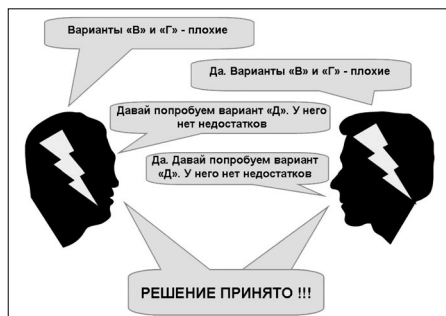 Варианты «В» и «Г» - плохие
Да. Варианты «В» и «Г» - плохие
Давай попробуем вариант «Д». У него
нет недостатков
Да. Давай попробуем вариант
«Д». У него нет недостатков
РЕШЕНИЕ ПРИНЯТО !!!